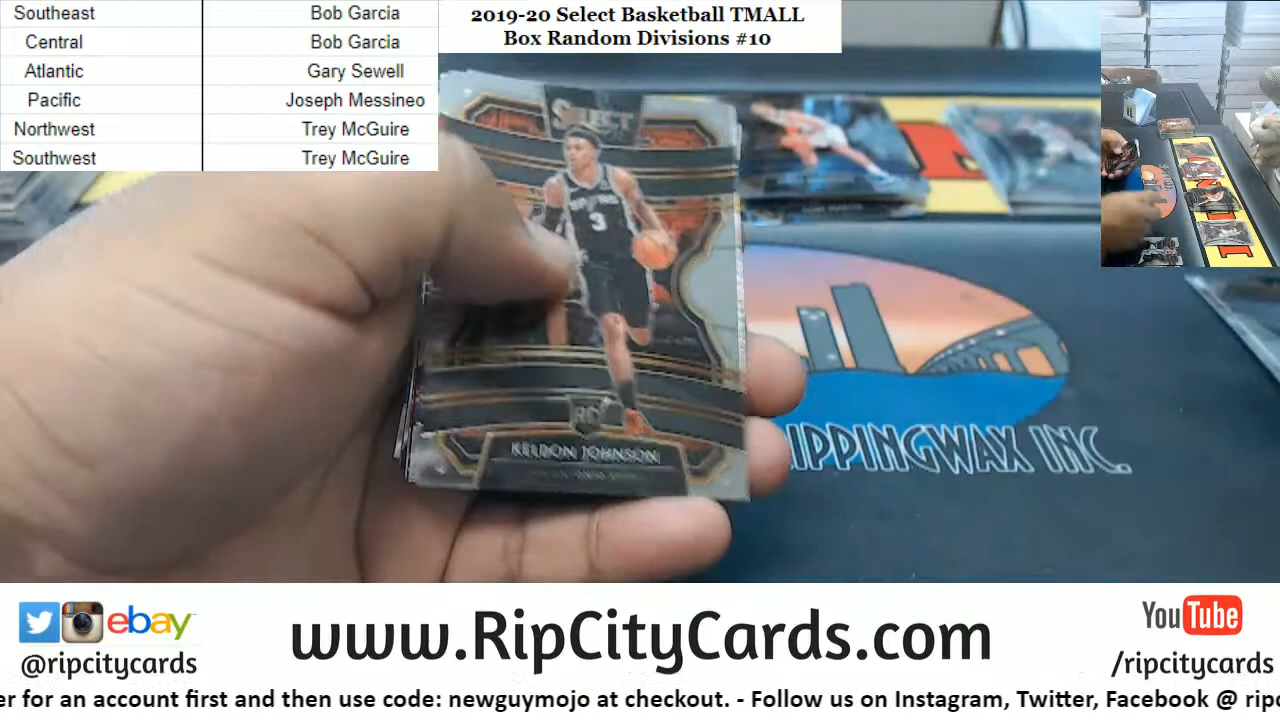 Southeast Bob Garcia
Central Bob Garcia
Atlantic Gary Sewell
Pacific Joseph Messineo
Northwest Trey McGuire
Southwest Trey McGuire
2019-20 Select Basketball TMALL
Box Random Divisions #10
SELECT
3
RC
KELDON JOHNSON
RIPPINGWAX INC.
ebay
@ripcitycards
www.RipCityCards.com
YouTube
/ripcitycards
er for an account first and then use code: newguymojo at checkout. - Follow us on Instagram, Twitter, Facebook @ ripc